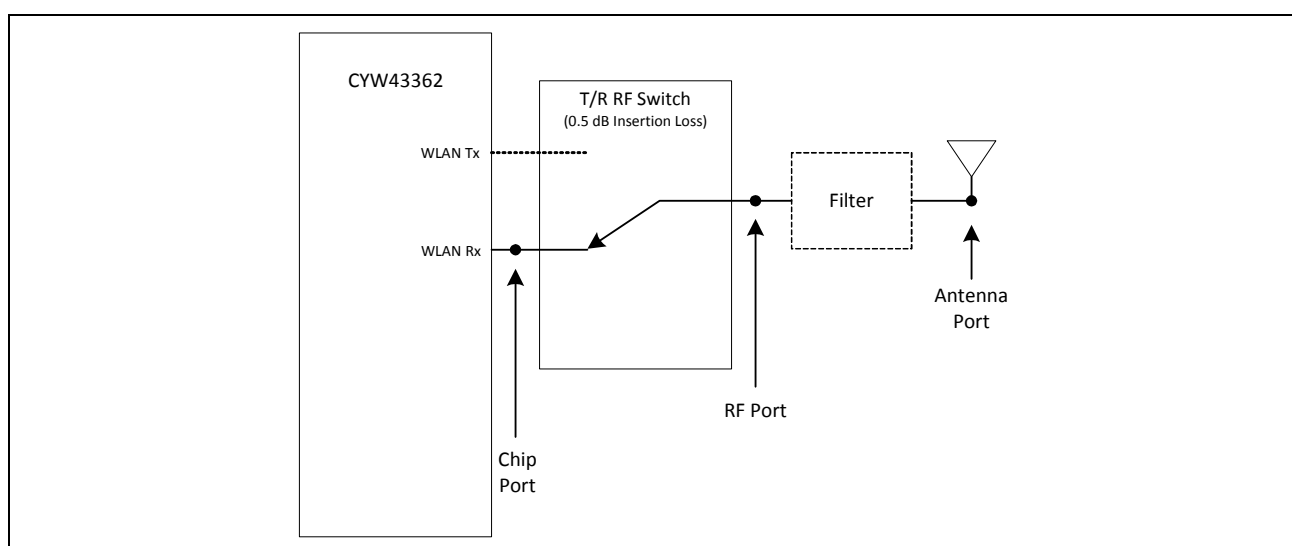 CYW43362
T/R RF Switch
(0.5 dB Insertion Loss)
WLAN Tx
Filter
WLAN Rx
Antenna
Port
RF Port
Chip
Port